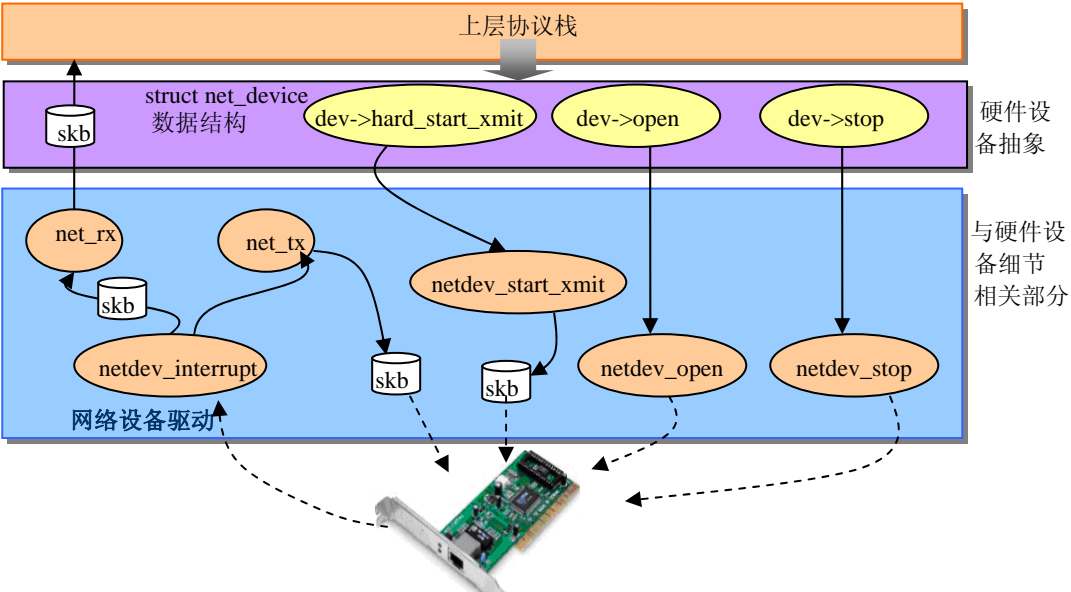 上层协议栈
struct net_device
数据结构
dev->hard_start_xmit
dev->open
dev->stop
skb
硬件设
备抽象
net_rx
net_tx
netdev_start_xmit
与硬件设
备细节
相关部分
skb
netdev_interrupt
skb
skb
netdev_open
netdev_stop
网络设备驱动